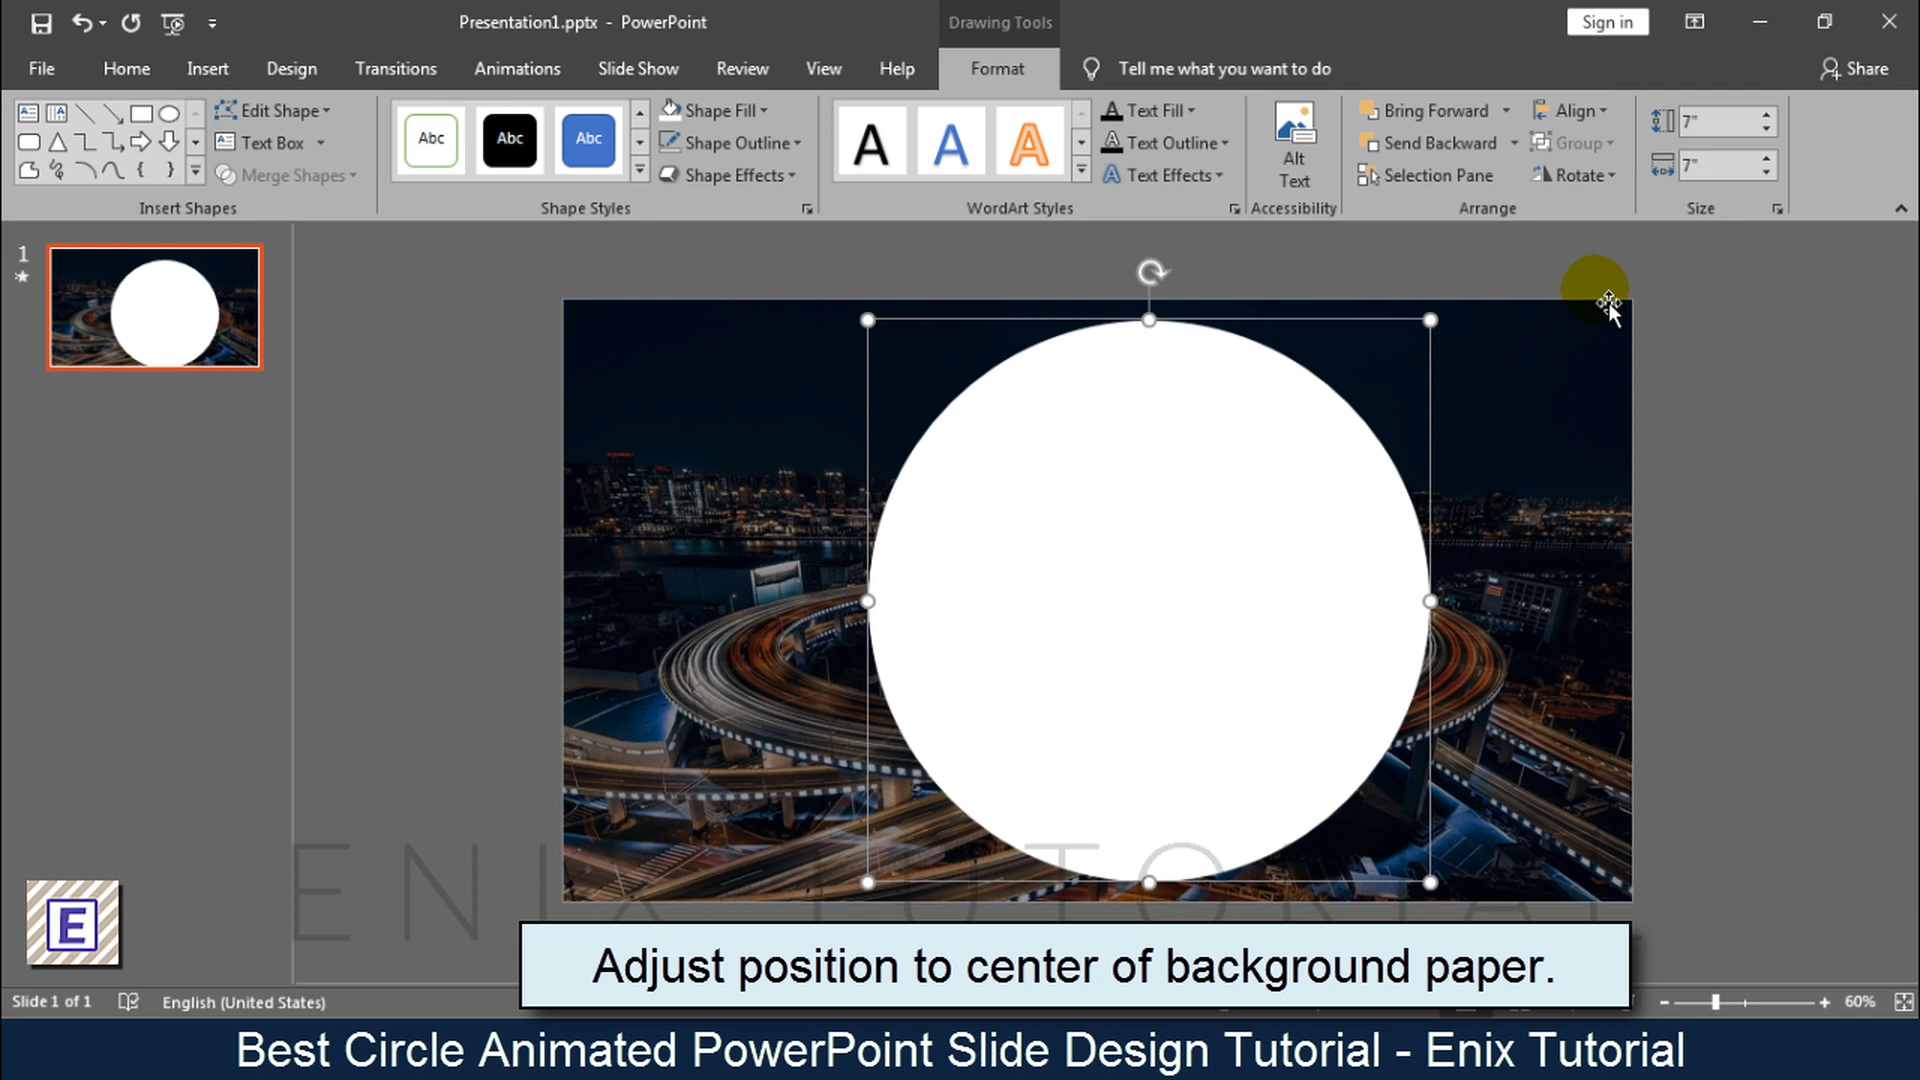 Presentation1.pptx - PowerPoint
Drawing Tools
Sign in
File Home Insert Design Transitions Animations Slide Show Review View Help Format Tell me what you want to do Share
Edit Shape
Text Box
Merge Shapes
Insert Shapes
Abc Abc Abc
Shape Fill
Shape Outline
Shape Effects
Shape Styles
A A A
Text Fill
Text Outline
Text Effects
WordArt Styles
Alt
Text
Accessibility
Bring Forward
Send Backward
Selection Pane
Align
Group
Rotate
Arrange
7"
7"
Size
1
ENIX TUTORIAL
E
Adjust position to center of background paper.
Slide 1 of 1 English (United States) 60%
Best Circle Animated PowerPoint Slide Design Tutorial - Enix Tutorial